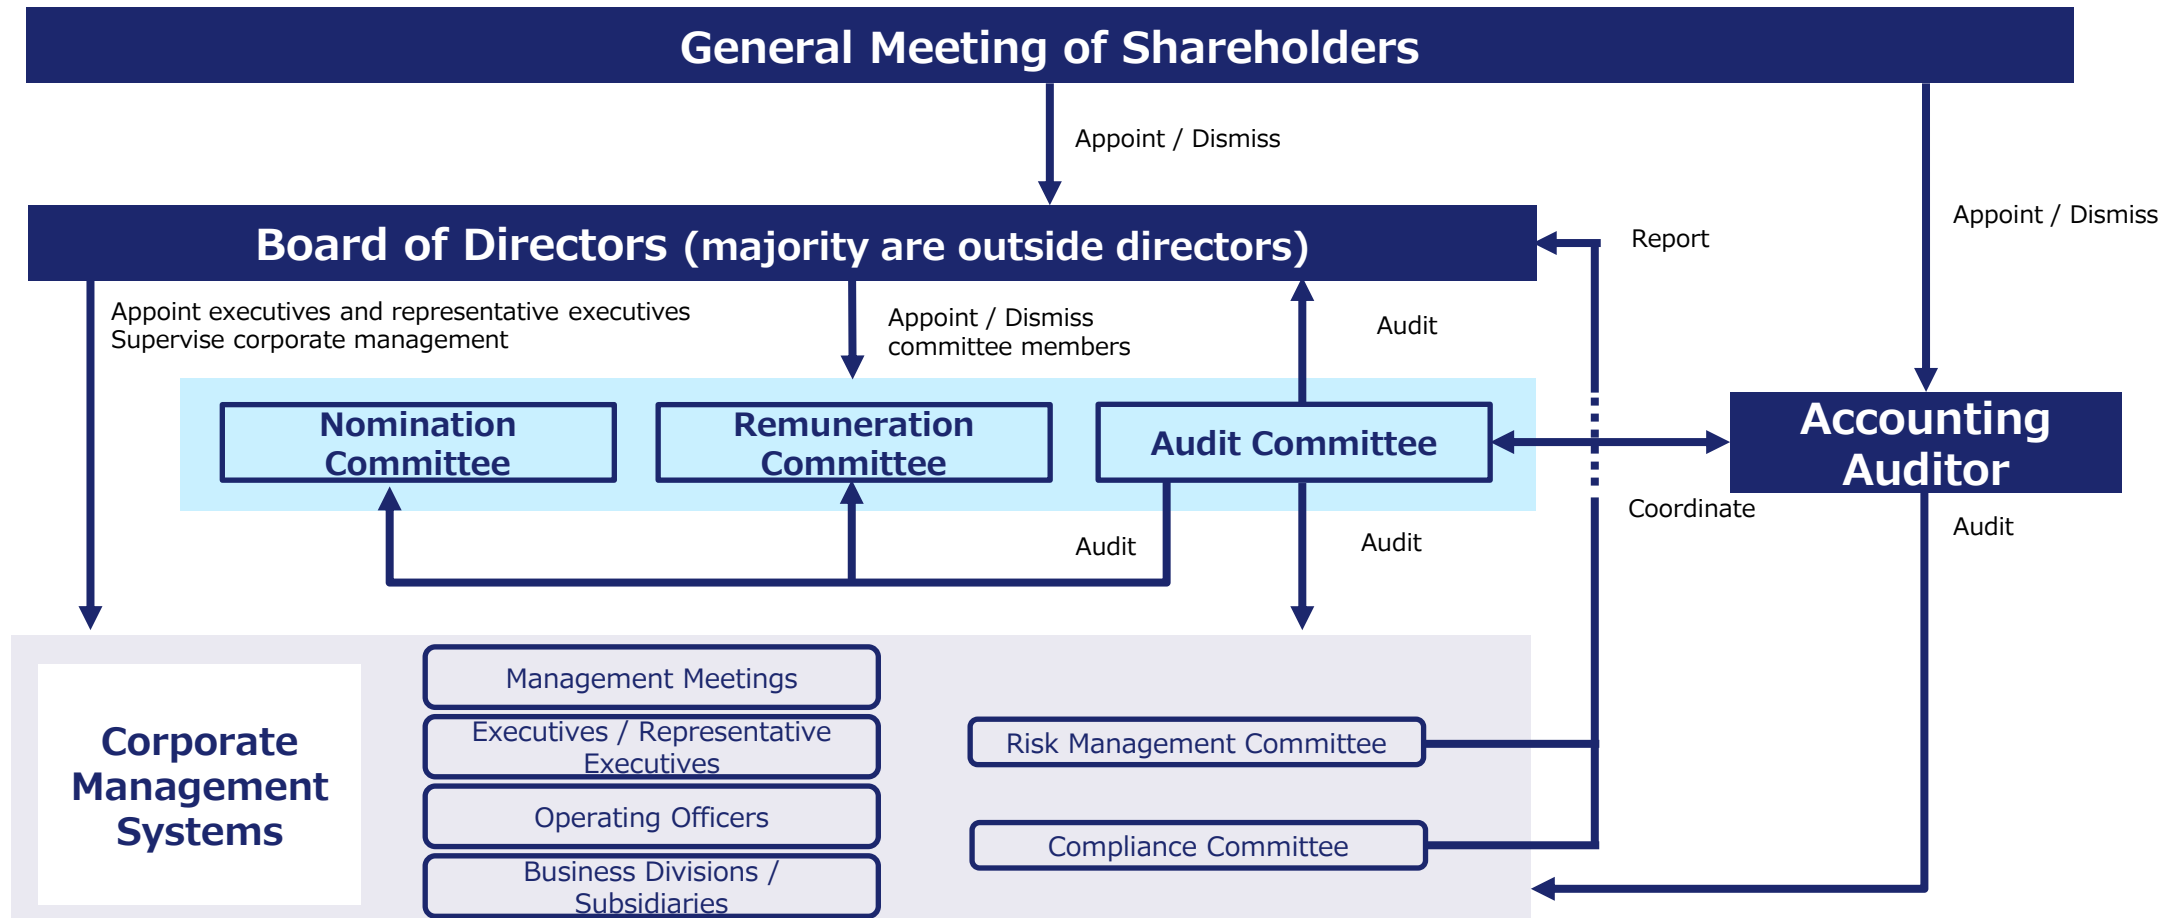 General Meeting of Shareholders
Appoint / Dismiss
Appoint / Dismiss
Board of Directors (majority are outside directors)
Report
Appoint executives and representative executives
Supervise corporate management
Appoint / Dismiss
committee members
Audit
Nomination
Committee
Remuneration
Committee
Audit Committee
Accounting
Auditor
Coordinate
Audit
Audit
Audit
Corporate
Management
Systems
Management Meetings
Executives / Representative
Executives
Operating Officers
Business Divisions /
Subsidiaries
Risk Management Committee
Compliance Committee